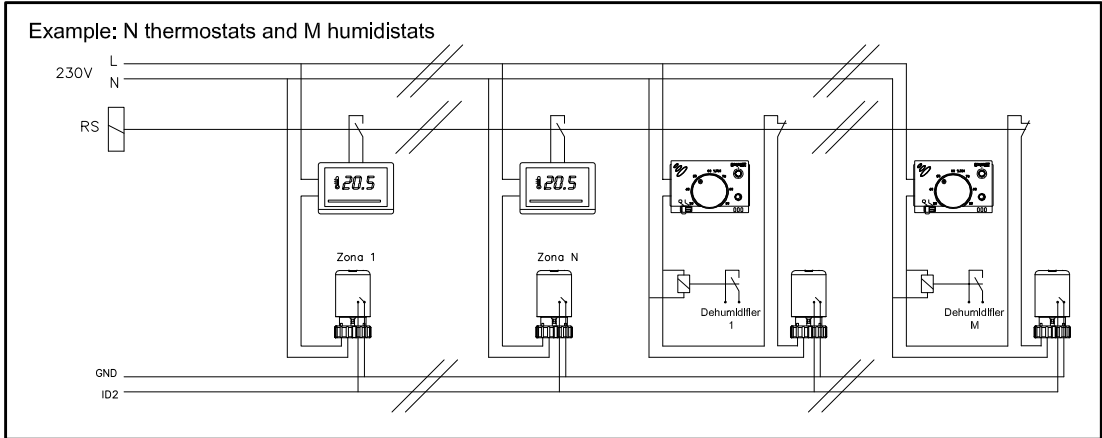 Example: N thermostats and M humidistats
L
230V
N
RS
20.5
20.5
Zona 1
Zona N
Dehumidifier
1
Dehumidifier
M
GND
ID2